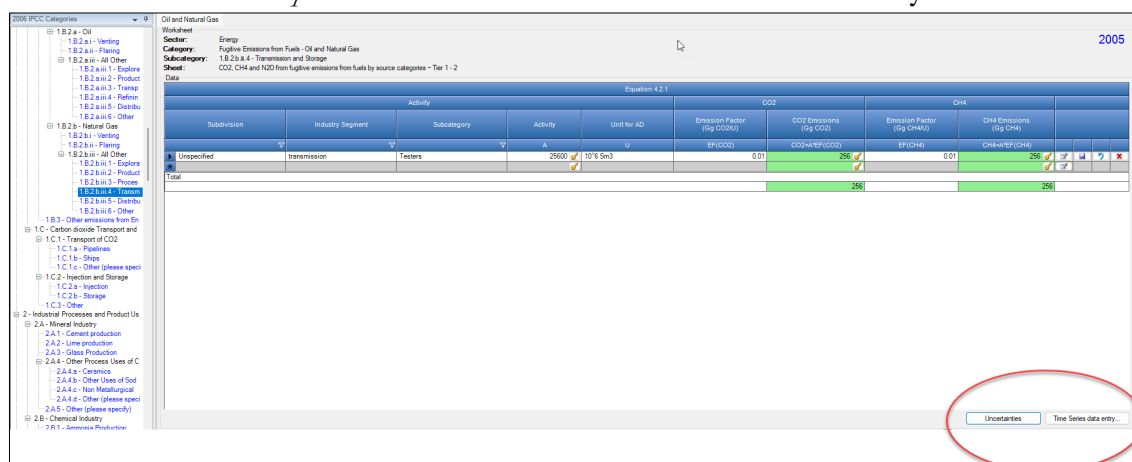 2006 IPCC Categories
1.B.2.a - Oil
1.B.2.a.i - Venting
1.B.2.a.ii - Flaring
1.B.2.a.iii - All Other
1.B.2.a.iii.1 - Explora
1.B.2.a.iii.2 - Product
1.B.2.a.iii.3 - Transp
1.B.2.a.iii.4 - Refinin
1.B.2.a.iii.5 - Distribu
1.B.2.a.iii.6 - Other
1.B.2.b - Natural Gas
1.B.2.b.i - Venting
1.B.2.b.ii - Flaring
1.B.2.b.iii - All Other
1.B.2.b.iii.1 - Explora
1.B.2.b.iii.2 - Product
1.B.2.b.iii.3 - Proces
1.B.2.b.iii.4 - Transm
1.B.2.b.iii.5 - Distribu
1.B.2.b.iii.6 - Other
1.B.3 - Other emissions from En
1.C - Carbon dioxide Transport and
1.C.1 - Transport of CO2
1.C.1.a - Pipelines
1.C.1.b - Ships
1.C.1.c - Other (please speci
1.C.2 - Injection and Storage
1.C.2.a - Injection
1.C.2.b - Storage
1.C.3 - Other
2 - Industrial Processes and Product Us
2.A - Mineral Industry
2.A.1 - Cement production
2.A.2 - Lime production
2.A.3 - Glass Production
2.A.4 - Other Process Uses of C
2.A.4.a - Ceramics
2.A.4.b - Other Uses of Sod
2.A.4.c - Non Metallurgical
2.A.4.d - Other (please speci
2.A.5 - Other (please specify)
2.B - Chemical Industry
2.B.1 - Ammonia Production
Oil and Natural Gas
Worksheet
Sector: Energy
Category: Fugitive Emissions from Fuels - Oil and Natural Gas
Subcategory: 1.B.2.b.iii.4 - Transmission and Storage
Sheet: CO2, CH4 and N2O from fugitive emissions from fuels by source categories - Tier 1 - 2
2005
Data
Equation 4.2.1
Activity CO2 CH4
Subdivision Industry Segment Subcategory Activity Unit for AD Emission Factor (Gg CO2/U) CO2 Emissions (Gg CO2) Emission Factor (Gg CH4/U) CH4 Emissions (Gg CH4)
A U EF(CO2) CO2=A*EF(CO2) EF(CH4) CH4=A*EF(CH4)
Unspecified transmission Testers 25600 10^6 Sm3 0.01 256 0.01 256
Total
256 256
Uncertainties Time Series data entry...